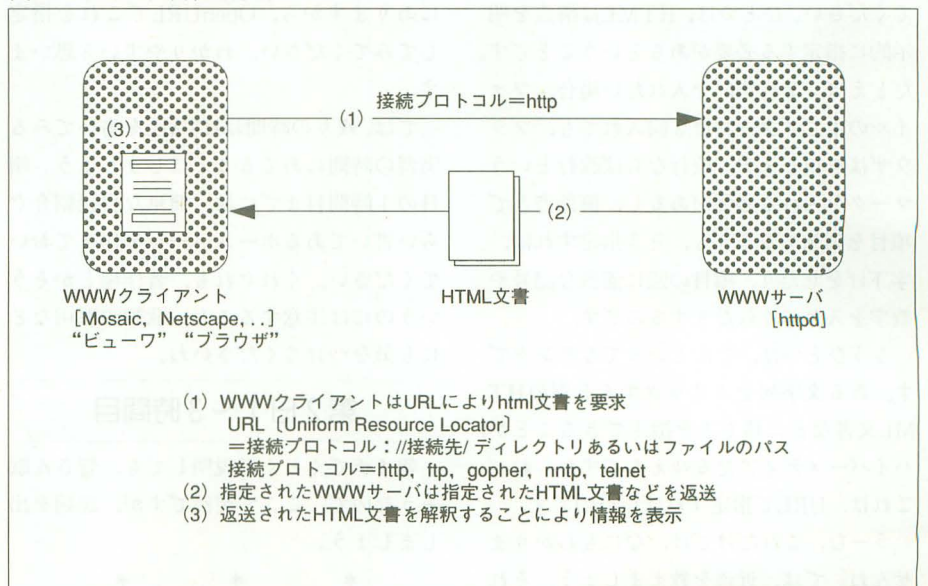 接続プロトコル＝http
(1)
(3)
(2)
WWWクライアント
[Mosaic, Netscape,..]
“ビューワ” “ブラウザ”
HTML文書
WWWサーバ
[httpd]
(1) WWWクライアントはURLによりhtml文書を要求
URL〔Uniform Resource Locator〕
＝接続プロトコル://接続先/ディレクトリあるいはファイルのパス
接続プロトコル＝http, ftp, gopher, nntp, telnet
(2) 指定されたWWWサーバは指定されたHTML文書などを返送
(3) 返送されたHTML文書を解釈することにより情報を表示